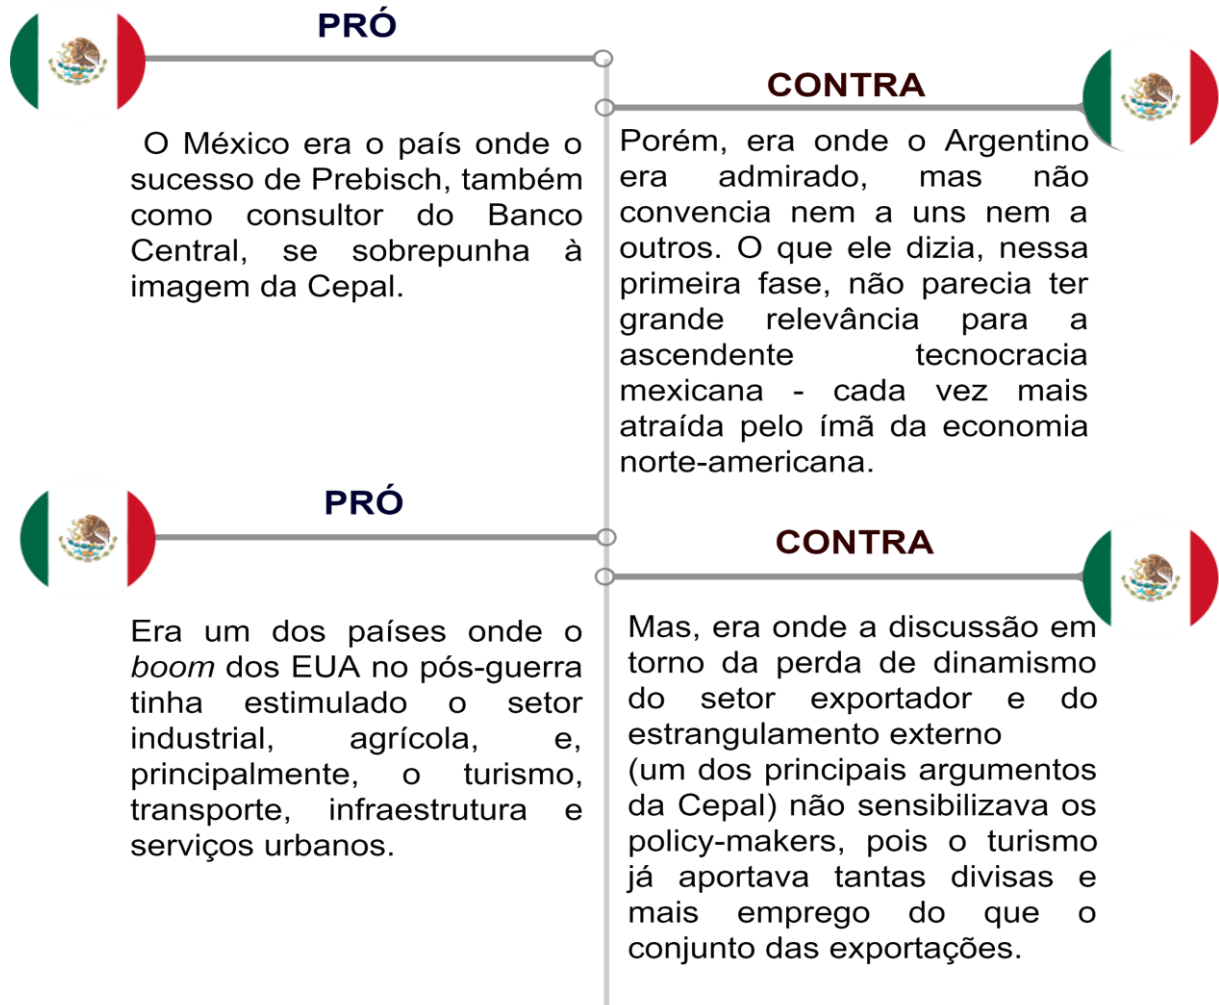 PRÓ
O México era o país onde o
sucesso de Prebisch, também
como consultor do Banco
Central, se sobrepunha à
imagem da Cepal.
CONTRA
Porém, era onde o Argentino
era admirado, mas não
convencia nem a uns nem a
outros. O que ele dizia, nessa
primeira fase, não parecia ter
grande relevância para a
ascendente tecnocracia
mexicana - cada vez mais
atraída pelo ímã da economia
norte-americana.
PRÓ
Era um dos países onde o
boom dos EUA no pós-guerra
tinha estimulado o setor
industrial, agrícola, e,
principalmente, o turismo,
transporte, infraestrutura e
serviços urbanos.
CONTRA
Mas, era onde a discussão em
torno da perda de dinamismo
do setor exportador e do
estrangulamento externo
(um dos principais argumentos
da Cepal) não sensibilizava os
policy-makers, pois o turismo
já aportava tantas divisas e
mais emprego do que o
conjunto das exportações.